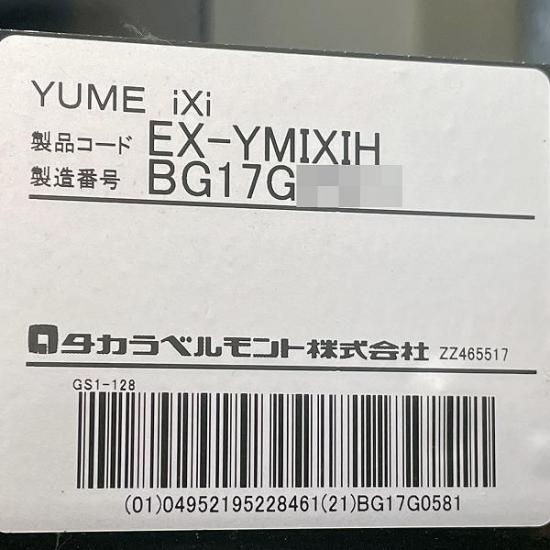 YUME iXi
製品コード EX-YMIXIH
製造番号 BG17G
タカラベルモント株式会社 ZZ465517
GS1-128
(01)04952195228461(21)BG17G0581